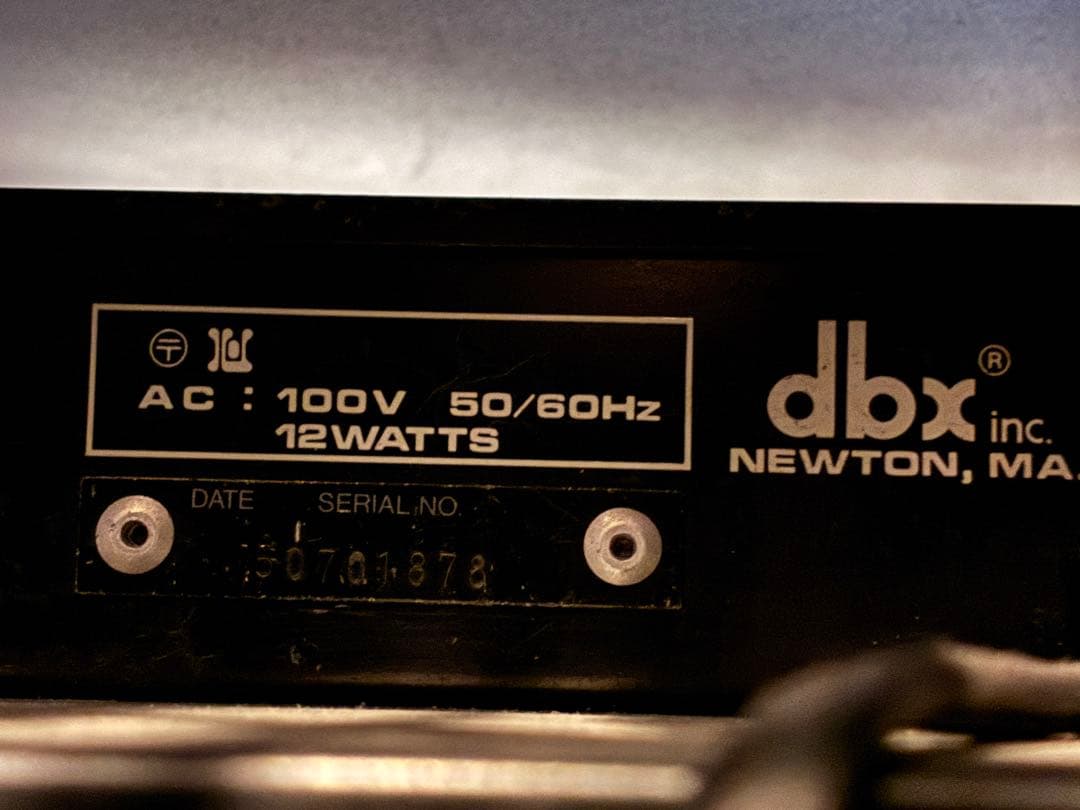 〒
AC : 100V 50/60Hz
12WATTS
dbx® inc.
NEWTON, MA.
DATE SERIAL NO.